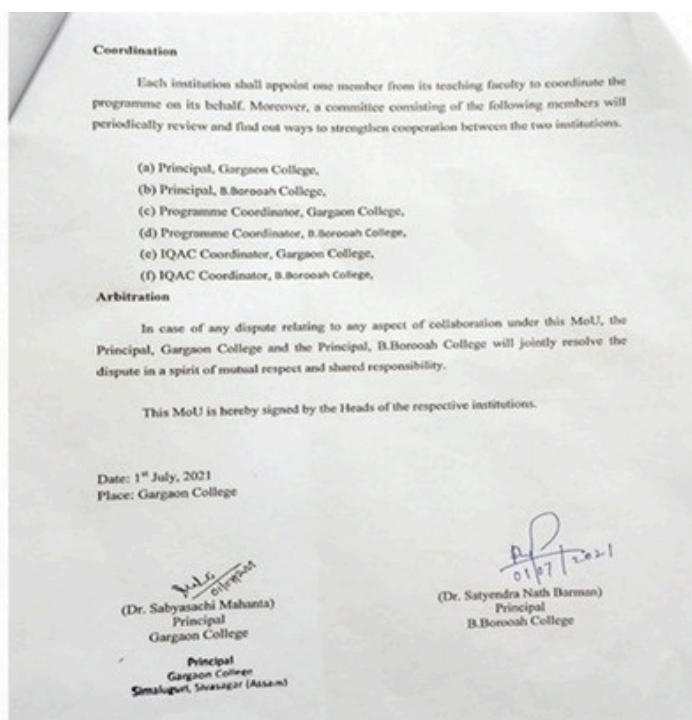 Coordination
Each institution shall appoint one member from its teaching faculty to coordinate the
programme on its behalf. Moreover, a committee consisting of the following members will
periodically review and find out ways to strengthen cooperation between the two institutions.
(a) Principal, Gargaon College,
(b) Principal, B.Borooah College,
(c) Programme Coordinator, Gargaon College,
(d) Programme Coordinator, B.Borooah College,
(e) IQAC Coordinator, Gargaon College,
(f) IQAC Coordinator, B.Borooah College,
Arbitration
In case of any dispute relating to any aspect of collaboration under this MoU, the
Principal, Gargaon College and the Principal, B.Borooah College will jointly resolve the
dispute in a spirit of mutual respect and shared responsibility.
This MoU is hereby signed by the Heads of the respective institutions.
Date: 1st July, 2021
Place: Gargaon College
01/07/2021
(Dr. Sabyasachi Mahanta)
Principal
Gargaon College
Principal
Gargaon College
Simaluguri, Sivasagar (Assam)
01/07/2021
(Dr. Satyendra Nath Barman)
Principal
B.Borooah College